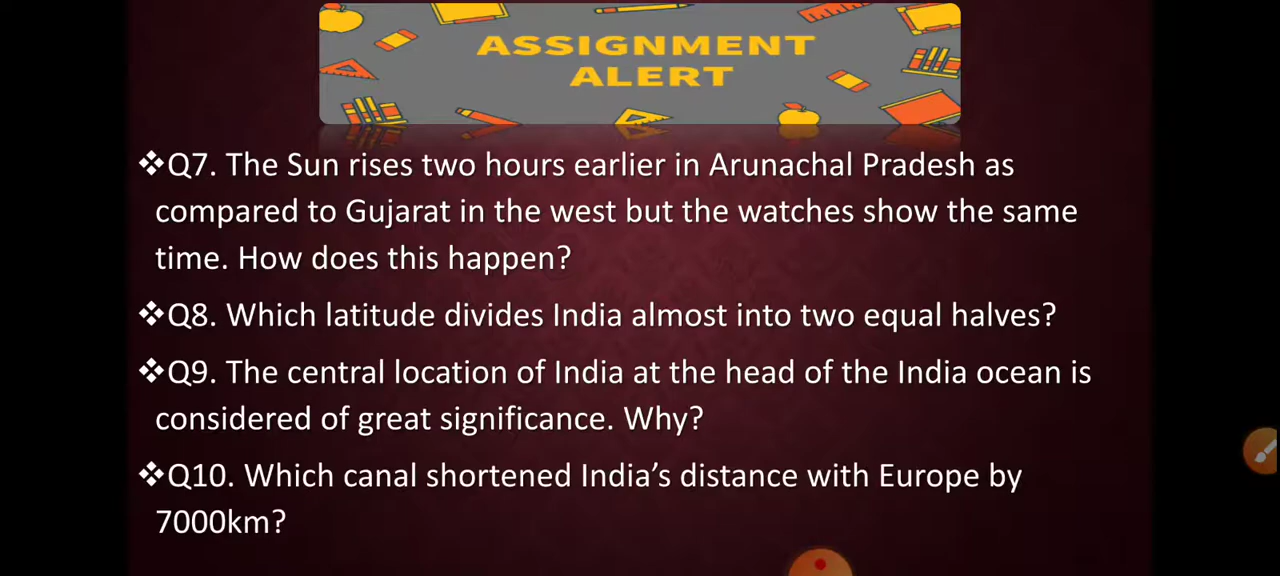 ASSIGNMENT
ALERT
❖Q7. The Sun rises two hours earlier in Arunachal Pradesh as
compared to Gujarat in the west but the watches show the same
time. How does this happen?
❖Q8. Which latitude divides India almost into two equal halves?
❖Q9. The central location of India at the head of the India ocean is
considered of great significance. Why?
❖Q10. Which canal shortened India’s distance with Europe by
7000km?